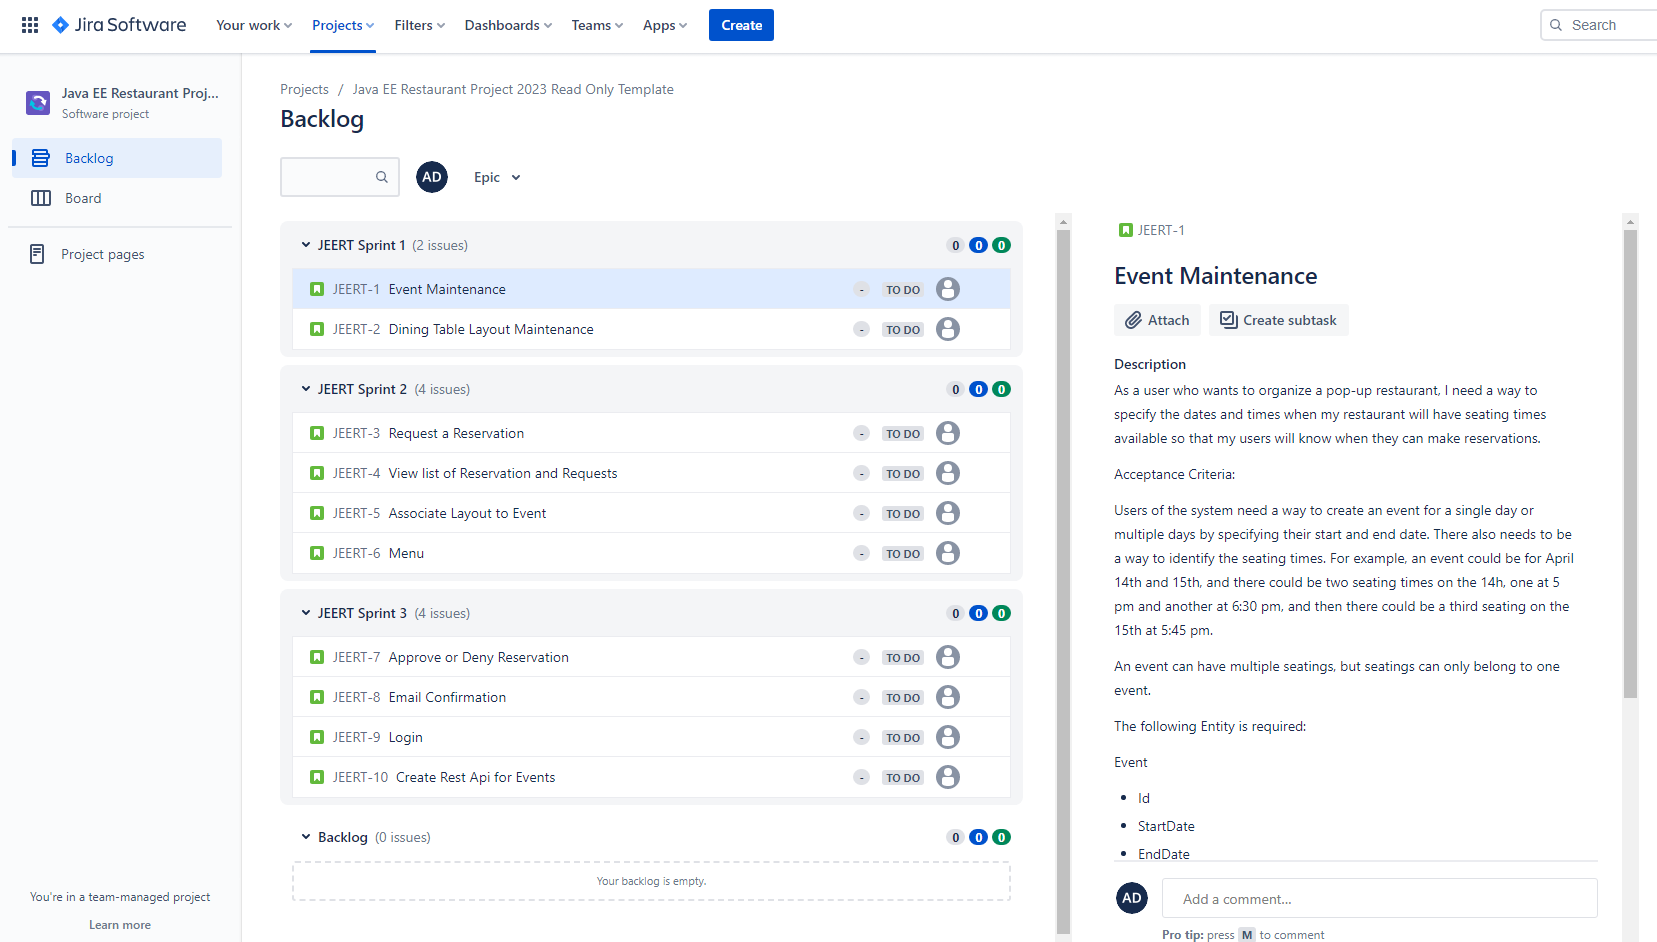 Jira Software
Your work
Projects
Filters
Dashboards
Teams
Apps
Create
Search
Java EE Restaurant Proj...
Software project
Backlog
Board
Project pages
You're in a team-managed project
Learn more
Projects / Java EE Restaurant Project 2023 Read Only Template
Backlog
AD
Epic
JEERT Sprint 1 (2 issues) 0 0 0
JEERT-1 Event Maintenance - TO DO
JEERT-2 Dining Table Layout Maintenance - TO DO
JEERT Sprint 2 (4 issues) 0 0 0
JEERT-3 Request a Reservation - TO DO
JEERT-4 View list of Reservation and Requests - TO DO
JEERT-5 Associate Layout to Event - TO DO
JEERT-6 Menu - TO DO
JEERT Sprint 3 (4 issues) 0 0 0
JEERT-7 Approve or Deny Reservation - TO DO
JEERT-8 Email Confirmation - TO DO
JEERT-9 Login - TO DO
JEERT-10 Create Rest Api for Events - TO DO
Backlog (0 issues) 0 0 0
Your backlog is empty.
JEERT-1
Event Maintenance
Attach
Create subtask
Description
As a user who wants to organize a pop-up restaurant, I need a way to
specify the dates and times when my restaurant will have seating times
available so that my users will know when they can make reservations.
Acceptance Criteria:
Users of the system need a way to create an event for a single day or
multiple days by specifying their start and end date. There also needs to be
a way to identify the seating times. For example, an event could be for April
14th and 15th, and there could be two seating times on the 14h, one at 5
pm and another at 6:30 pm, and then there could be a third seating on the
15th at 5:45 pm.
An event can have multiple seatings, but seatings can only belong to one
event.
The following Entity is required:
Event
• Id
• StartDate
• EndDate
AD
Add a comment...
Pro tip: press M to comment